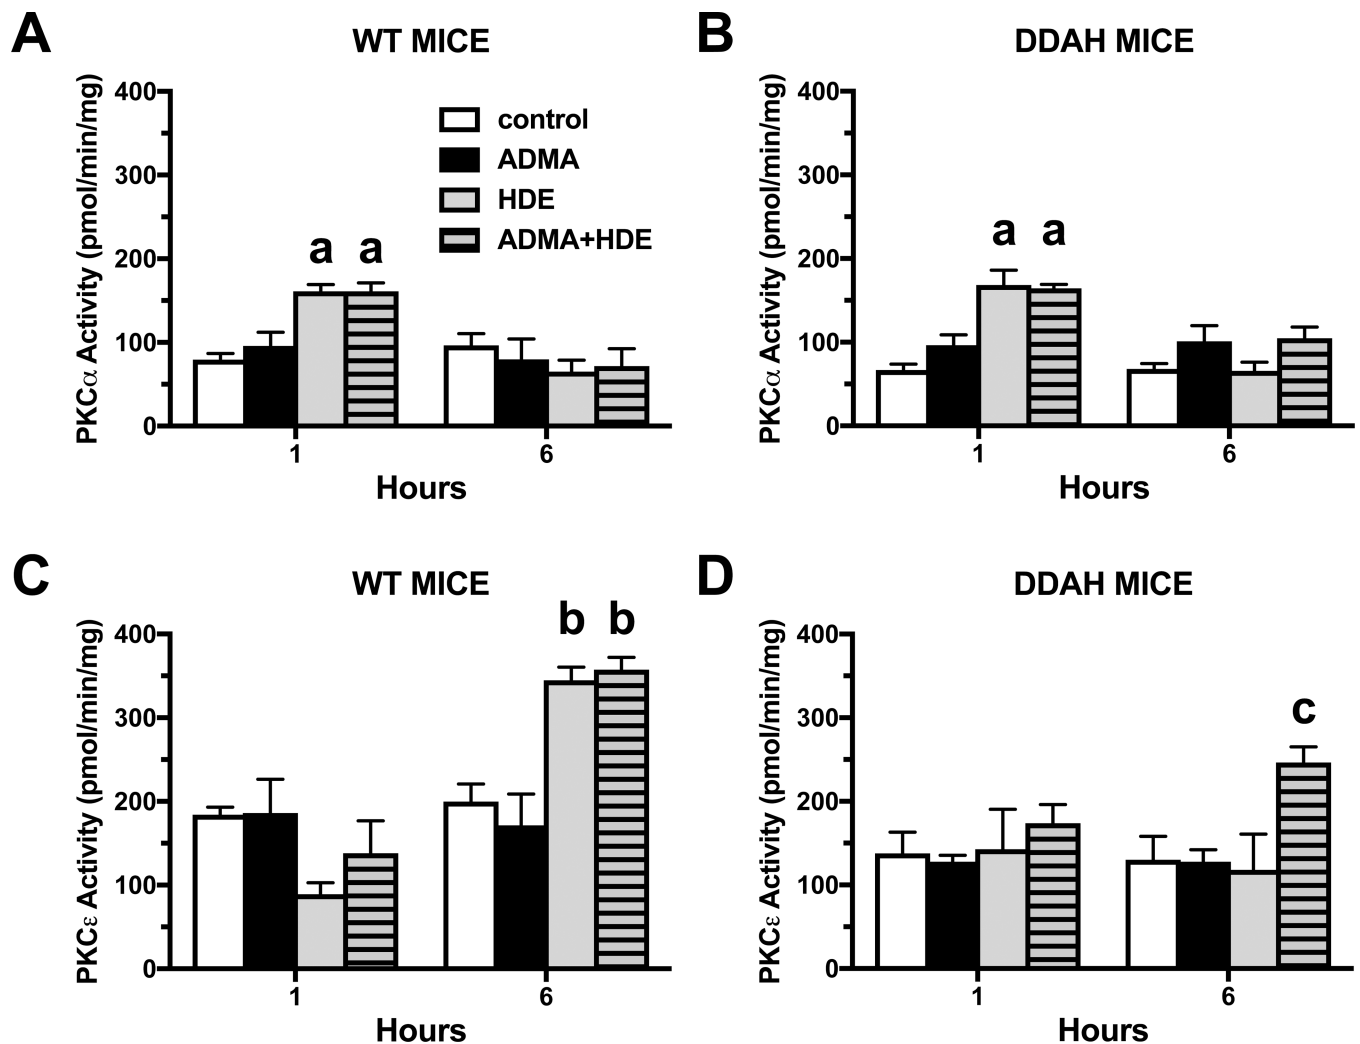 A
WT MICE
PKCα Activity (pmol/min/mg)
400
300
200
100
0
control
ADMA
HDE
ADMA+HDE
a a
1 6
Hours
B
DDAH MICE
PKCα Activity (pmol/min/mg)
400
300
200
100
0
a a
1 6
Hours
C
WT MICE
PKCε Activity (pmol/min/mg)
400
300
200
100
0
b b
1 6
Hours
D
DDAH MICE
PKCε Activity (pmol/min/mg)
400
300
200
100
0
c
1 6
Hours